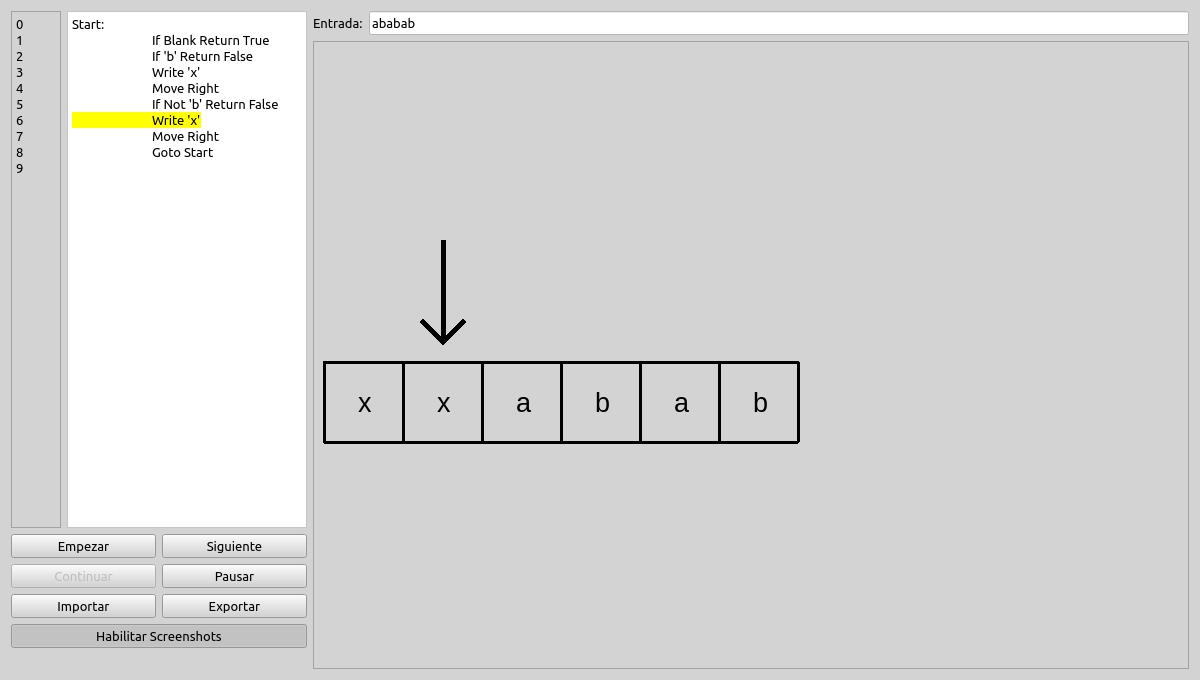 0 Start:
1 If Blank Return True
2 If 'b' Return False
3 Write 'x'
4 Move Right
5 If Not 'b' Return False
6 Write 'x'
7 Move Right
8 Goto Start
9
Empezar Siguiente
Continuar Pausar
Importar Exportar
Habilitar Screenshots
Entrada: ababab
x x a b a b